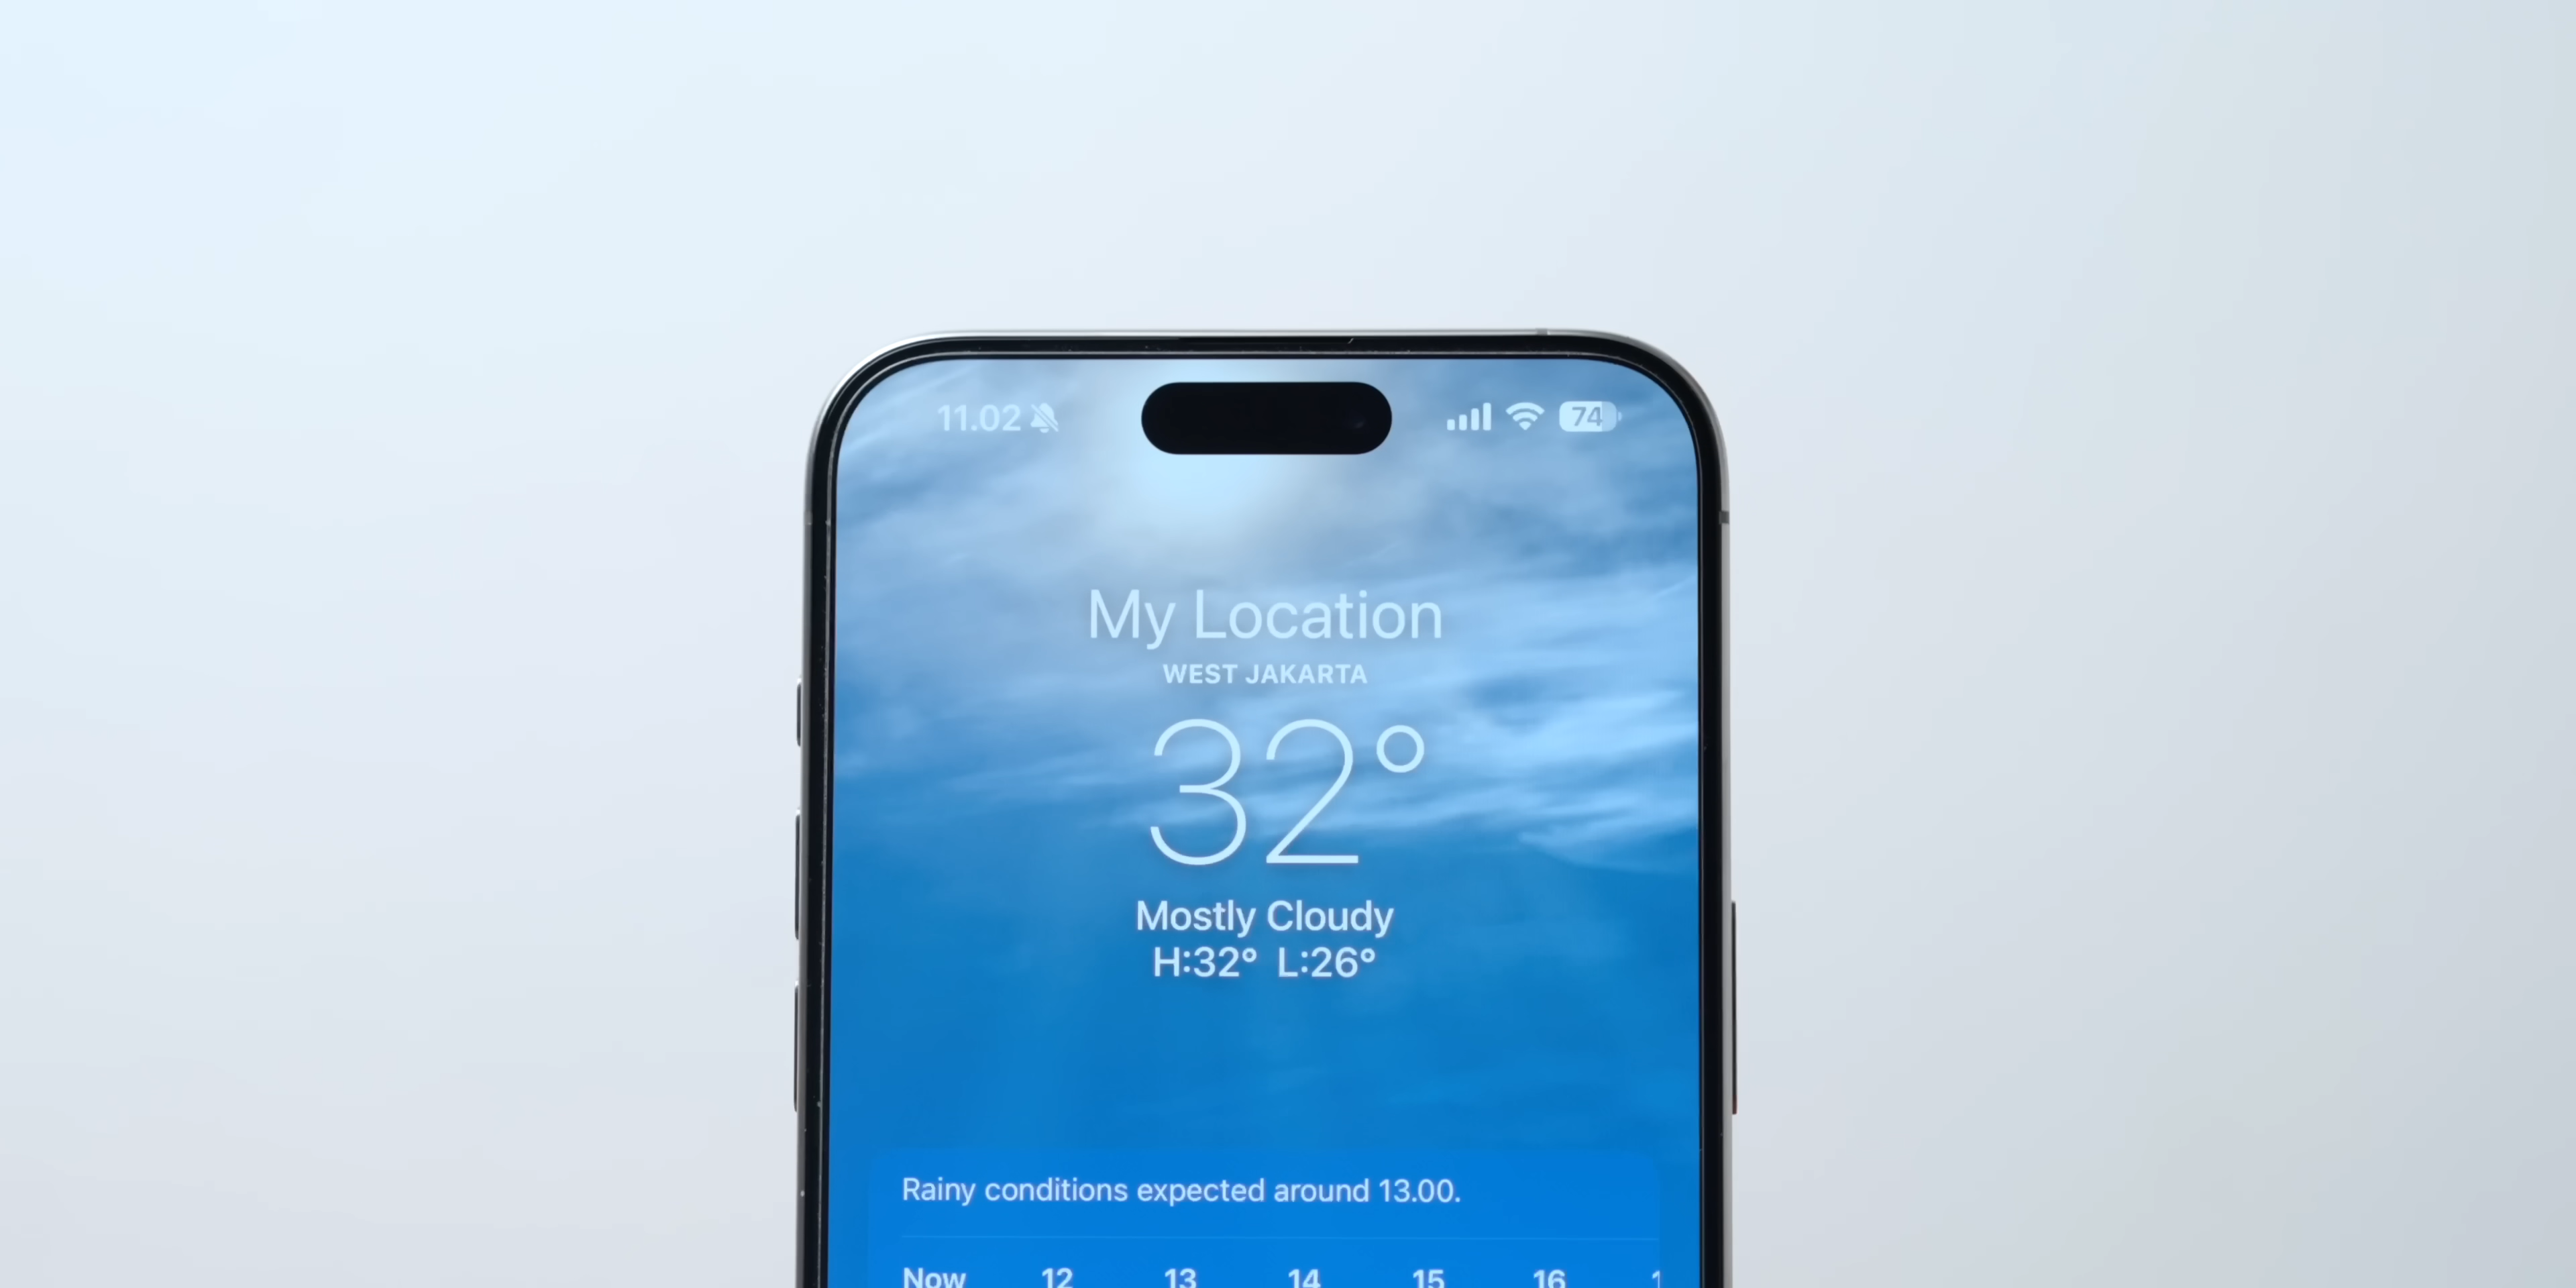 11.02
74
My Location
WEST JAKARTA
32°
Mostly Cloudy
H:32° L:26°
Rainy conditions expected around 13.00.
Now 12 13 14 15 16